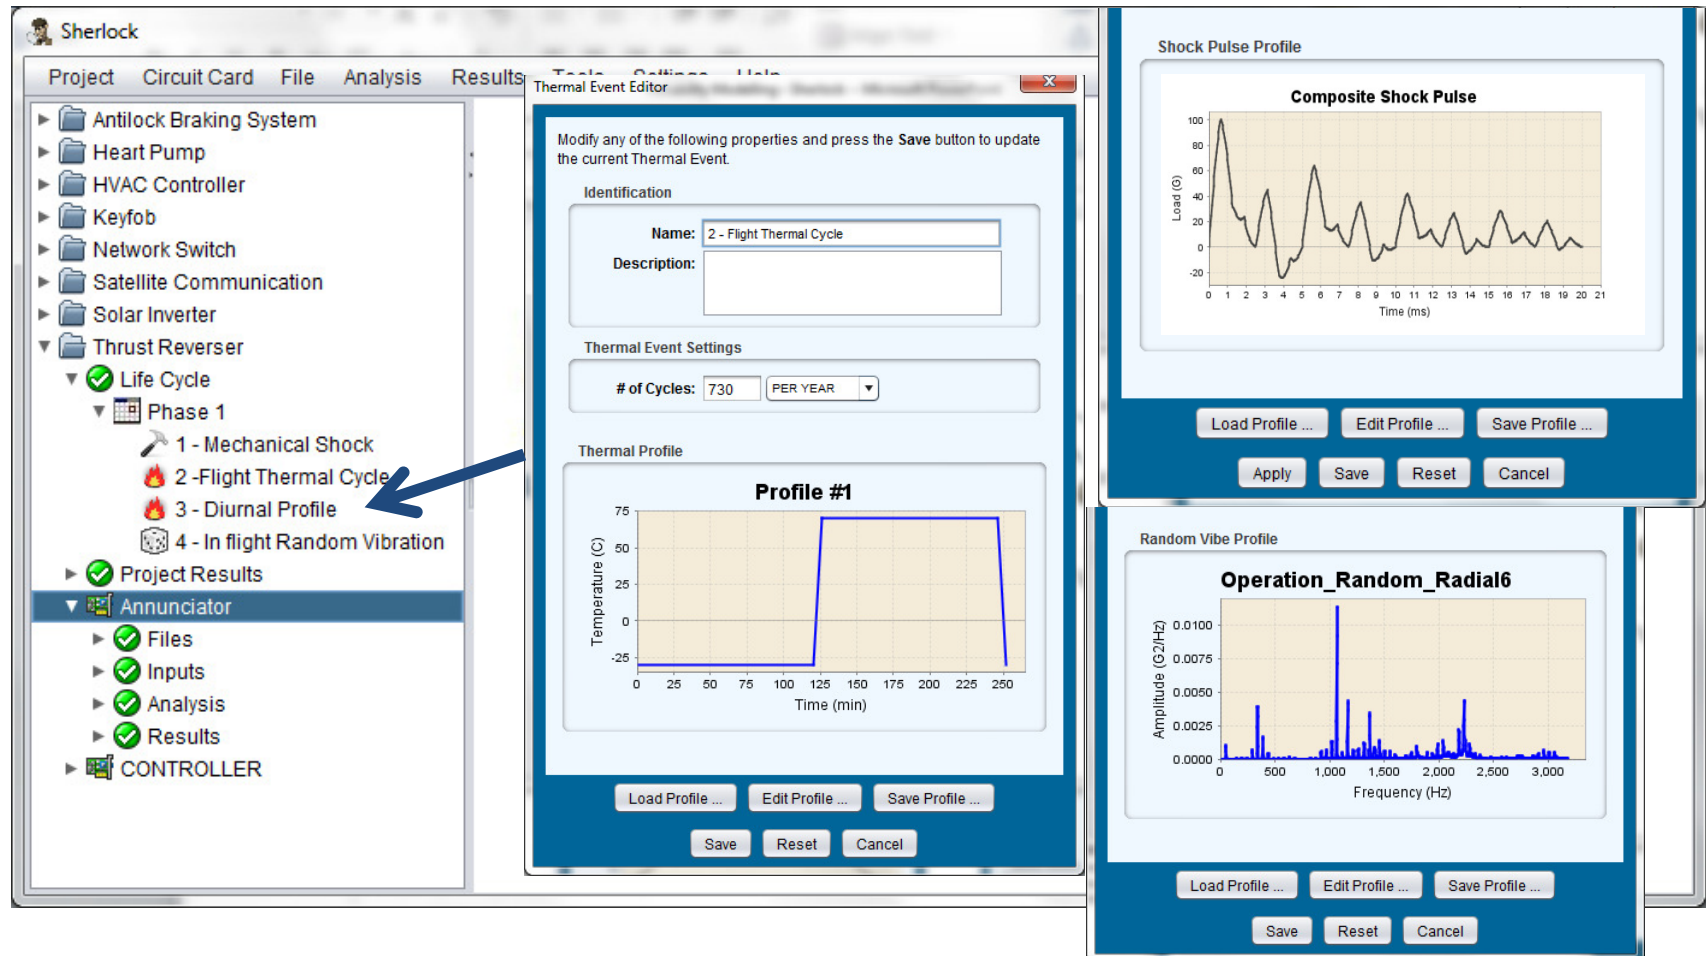 Sherlock
Project Circuit Card File Analysis Results
Antilock Braking System
Heart Pump
HVAC Controller
Keyfob
Network Switch
Satellite Communication
Solar Inverter
Thrust Reverser
Life Cycle
Phase 1
1 - Mechanical Shock
2 -Flight Thermal Cycle
3 - Diurnal Profile
4 - In flight Random Vibration
Project Results
Annunciator
Files
Inputs
Analysis
Results
CONTROLLER
Thermal Event Editor
Modify any of the following properties and press the Save button to update
the current Thermal Event.
Identification
Name: 2 - Flight Thermal Cycle
Description:
Thermal Event Settings
# of Cycles: 730 PER YEAR
Thermal Profile
Profile #1
Temperature (C)
75
50
25
0
-25
0 25 50 75 100 125 150 175 200 225 250
Time (min)
Load Profile ... Edit Profile ... Save Profile ...
Save Reset Cancel
Shock Pulse Profile
Composite Shock Pulse
Load (G)
100
80
60
40
20
0
-20
0 1 2 3 4 5 6 7 8 9 10 11 12 13 14 15 16 17 18 19 20 21
Time (ms)
Load Profile ... Edit Profile ... Save Profile ...
Apply Save Reset Cancel
Random Vibe Profile
Operation_Random_Radial6
Amplitude (G2/Hz)
0.0100
0.0075
0.0050
0.0025
0.0000
0 500 1,000 1,500 2,000 2,500 3,000
Frequency (Hz)
Load Profile ... Edit Profile ... Save Profile ...
Save Reset Cancel